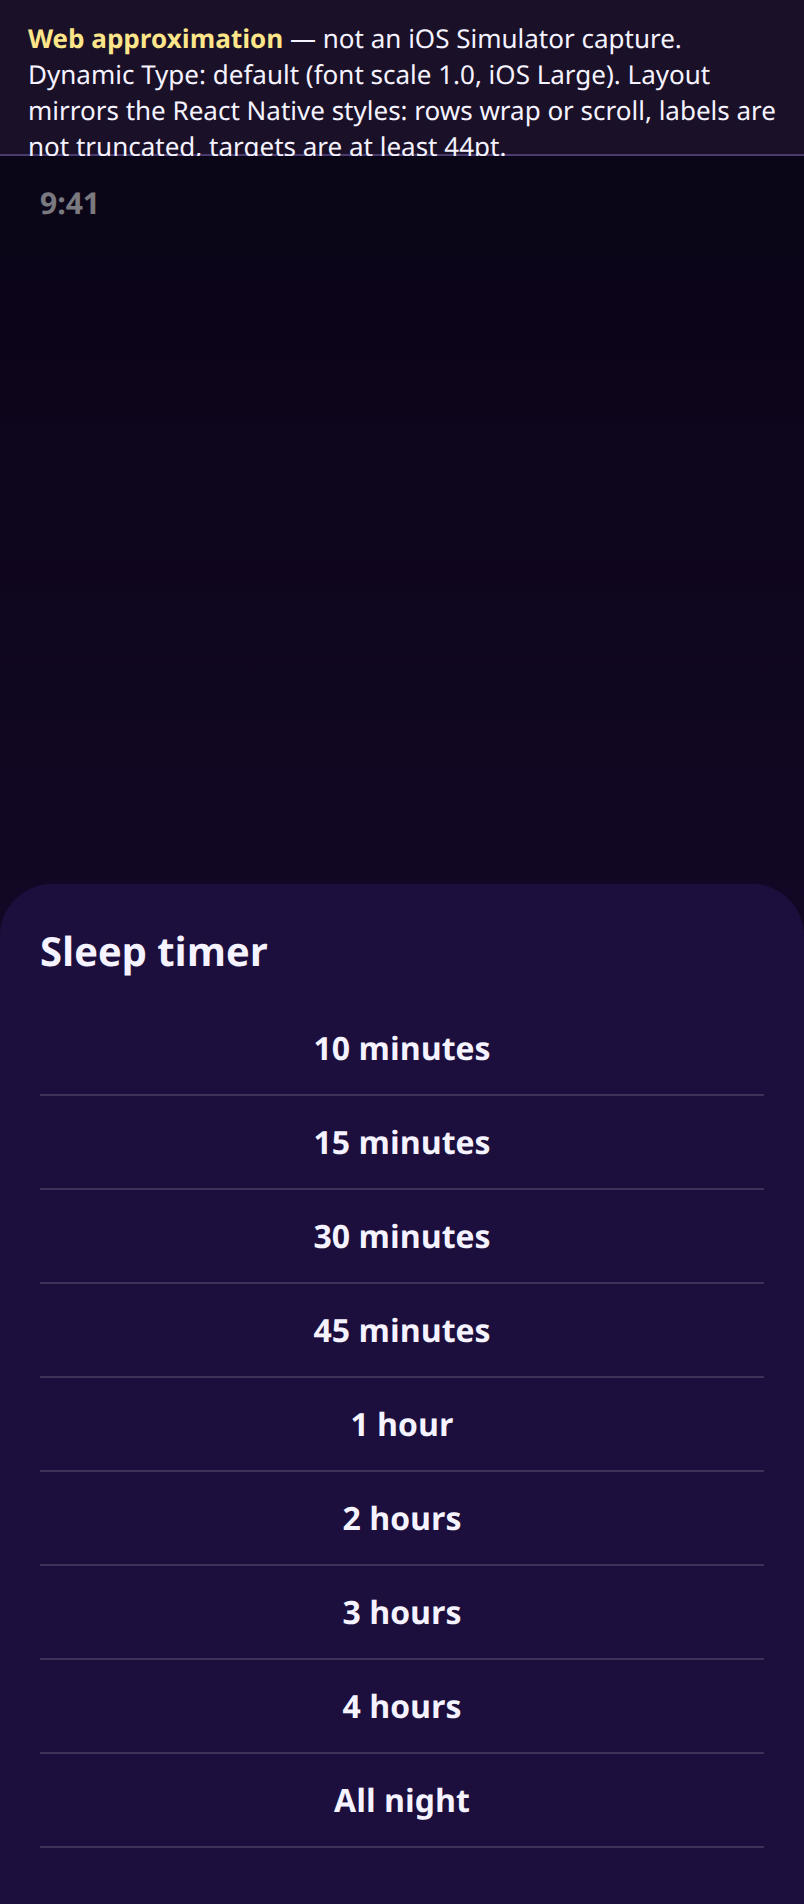 Web approximation — not an iOS Simulator capture.
Dynamic Type: default (font scale 1.0, iOS Large). Layout
mirrors the React Native styles: rows wrap or scroll, labels are
not truncated, targets are at least 44pt.
9:41
Sleep timer
10 minutes
15 minutes
30 minutes
45 minutes
1 hour
2 hours
3 hours
4 hours
All night